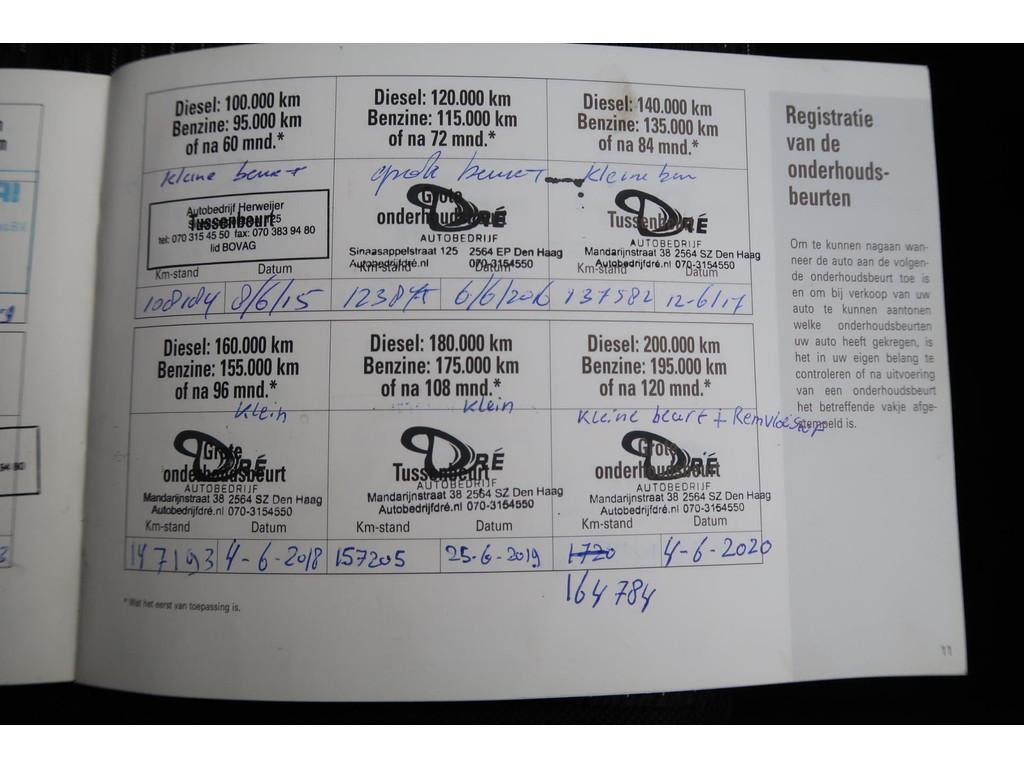 Diesel: 100.000 km
Benzine: 95.000 km
of na 60 mnd.*
kleine beurt
Autobedrijf Herweijer
Tussenbeurt
tel: 070 315 45 50 fax: 070 383 94 80
lid BOVAG
Km-stand Datum
108184 8/6/15
Diesel: 120.000 km
Benzine: 115.000 km
of na 72 mnd.*
grote beurt
Grote
onderhoudsbeurt
DRÉ
AUTOBEDRIJF
Sinaasappelstraat 125 2564 EP Den Haag
Autobedrijfdré.nl 070-3154550
Km-stand Datum
6/6/2016
Diesel: 140.000 km
Benzine: 135.000 km
of na 84 mnd.*
kleine
Tussenbeurt
DRÉ
AUTOBEDRIJF
Mandarijnstraat 38 2564 SZ Den Haag
Autobedrijfdré.nl 070-3154550
Km-stand Datum
137582 12-6/17
Diesel: 160.000 km
Benzine: 155.000 km
of na 96 mnd.*
Klein
Grote
onderhoudsbeurt
DRÉ
AUTOBEDRIJF
Mandarijnstraat 38 2564 SZ Den Haag
Autobedrijfdré.nl 070-3154550
Km-stand Datum
147193 4-6-2018
Diesel: 180.000 km
Benzine: 175.000 km
of na 108 mnd.*
Klein
Tussenbeurt
DRÉ
AUTOBEDRIJF
Mandarijnstraat 38 2564 SZ Den Haag
Autobedrijfdré.nl 070-3154550
Km-stand Datum
157205 25-6-2019
Diesel: 200.000 km
Benzine: 195.000 km
of na 120 mnd.*
Kleine beurt + Remvloeistof
Grote
onderhoudsbeurt
DRÉ
AUTOBEDRIJF
Mandarijnstraat 38 2564 SZ Den Haag
Autobedrijfdré.nl 070-3154550
Km-stand Datum
1720 4-6-2020
164784
* Wat het eerst van toepassing is.
Registratie
van de
onderhouds-
beurten
Om te kunnen nagaan wan-
neer de auto aan de volgen-
de onderhoudsbeurt toe is
en om bij verkoop van uw
auto te kunnen aantonen
welke onderhoudsbeurten
uw auto heeft gekregen, is
het in uw eigen belang te
controleren of na uitvoering
van een onderhoudsbeurt
het betreffende vakje afge-
stempeld is.
11